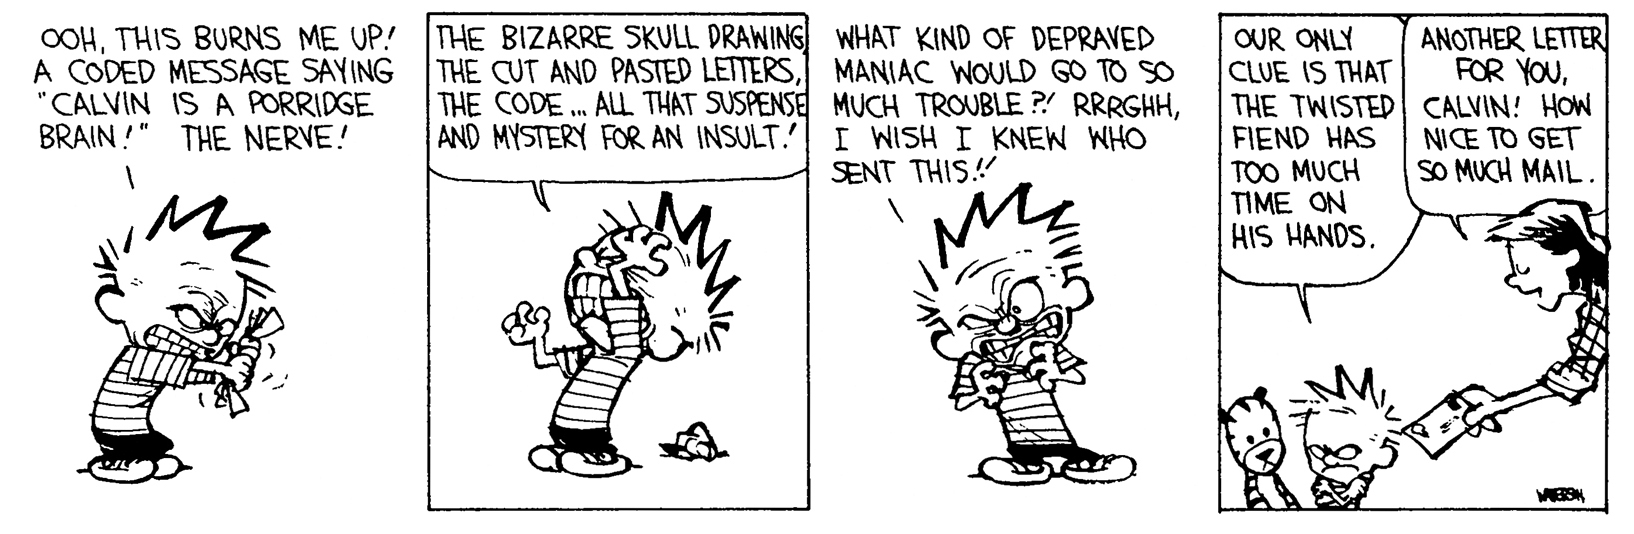 OOH, THIS BURNS ME UP!
A CODED MESSAGE SAYING
"CALVIN IS A PORRIDGE
BRAIN!" THE NERVE!
THE BIZARRE SKULL DRAWING,
THE CUT AND PASTED LETTERS,
THE CODE... ALL THAT SUSPENSE
AND MYSTERY FOR AN INSULT!
WHAT KIND OF DEPRAVED
MANIAC WOULD GO TO SO
MUCH TROUBLE?! RRRGHH,
I WISH I KNEW WHO
SENT THIS!!
OUR ONLY
CLUE IS THAT
THE TWISTED
FIEND HAS
TOO MUCH
TIME ON
HIS HANDS.
ANOTHER LETTER
FOR YOU,
CALVIN! HOW
NICE TO GET
SO MUCH MAIL.
WATTERSON